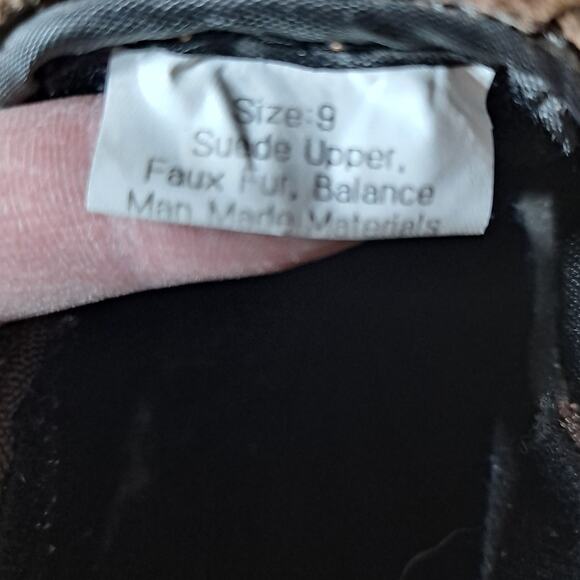 Size:9
Suede Upper,
Faux Fur, Balance
Man Made Materials